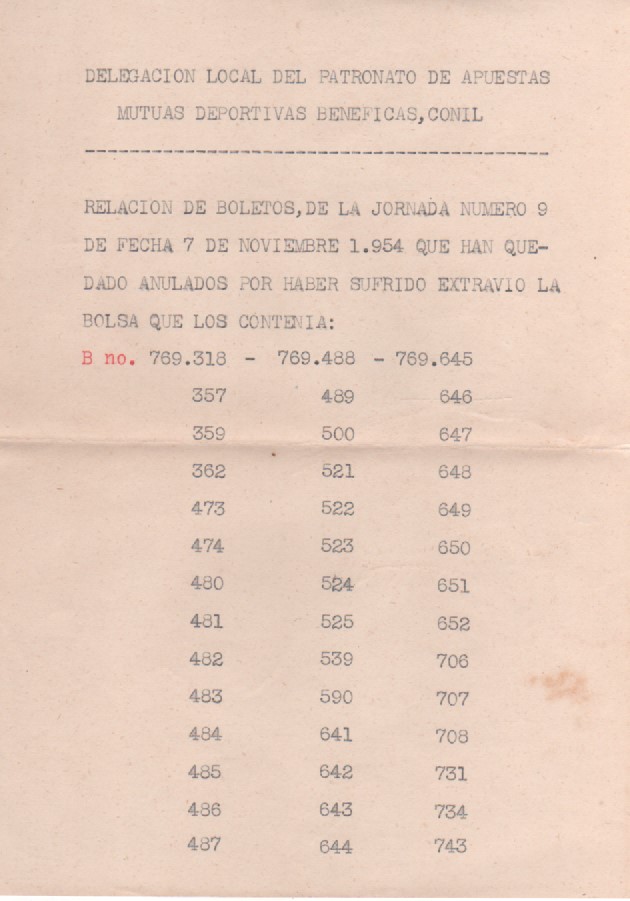 DELEGACION LOCAL DEL PATRONATO DE APUESTAS
MUTUAS DEPORTIVAS BENEFICAS,CONIL
------------------------------------------
RELACION DE BOLETOS,DE LA JORNADA NUMERO 9
DE FECHA 7 DE NOVIEMBRE 1.954 QUE HAN QUE-
DADO ANULADOS POR HABER SUFRIDO EXTRAVIO LA
BOLSA QUE LOS CONTENIA:
B no. 769.318 - 769.488 - 769.645
357 489 646
359 500 647
362 521 648
473 522 649
474 523 650
480 524 651
481 525 652
482 539 706
483 590 707
484 641 708
485 642 731
486 643 734
487 644 743